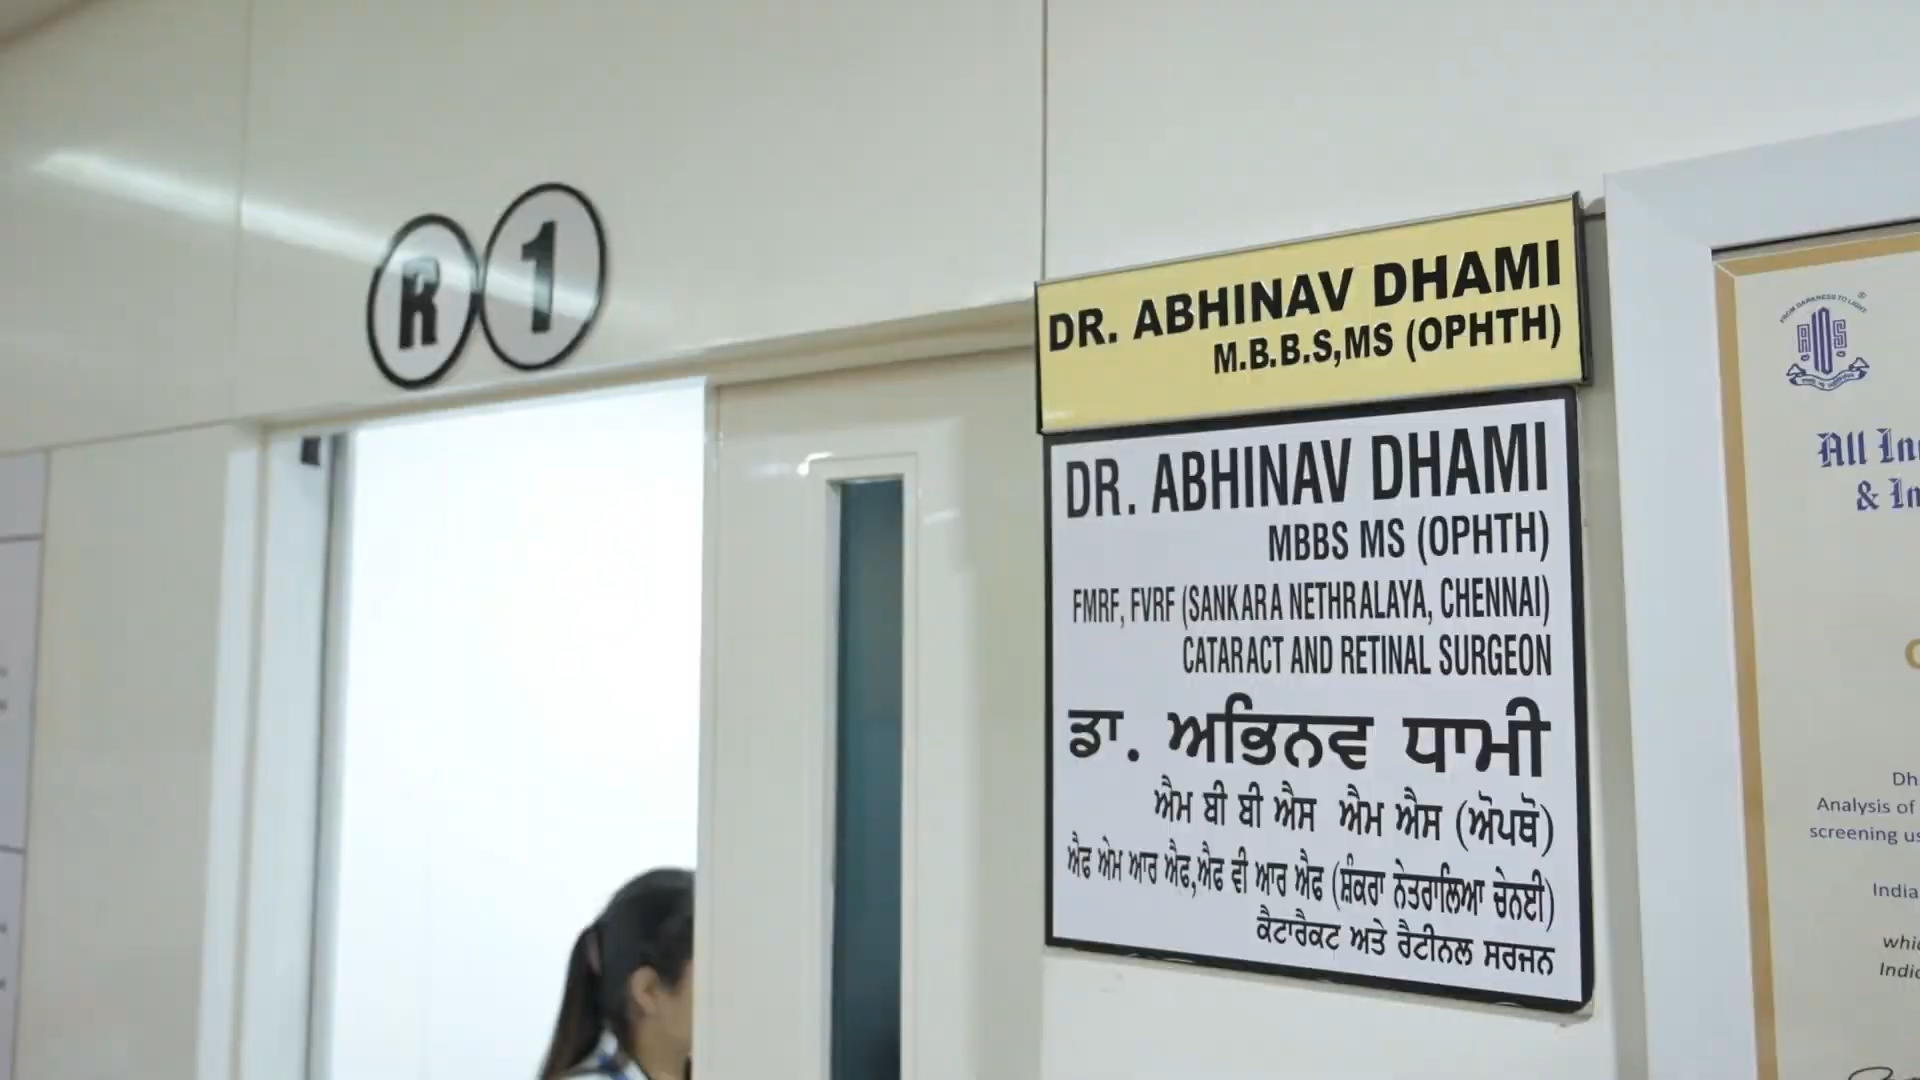 R 1
DR. ABHINAV DHAMI
M.B.B.S,MS (OPHTH)
DR. ABHINAV DHAMI
MBBS MS (OPHTH)
FMRF, FVRF (SANKARA NETHRALAYA, CHENNAI)
CATARACT AND RETINAL SURGEON
ਡਾ. ਅਭਿਨਵ ਧਾਮੀ
ਐਮ ਬੀ ਬੀ ਐਸ ਐਮ ਐਸ (ਅੋਪਥੋ)
ਐਫ ਐਮ ਆਰ ਐਫ,ਐਫ ਵੀ ਆਰ ਐਫ (ਸ਼ੰਕਰਾ ਨੇਤਰਾਲਿਆ ਚੇਨਈ)
ਕੈਟਾਰੈਕਟ ਅਤੇ ਰੈਟੀਨਲ ਸਰਜਨ
FROM DARKNESS TO LIGHT
AIOS
All In
& In
Dh
Analysis of
screening us
India
whi
Indi